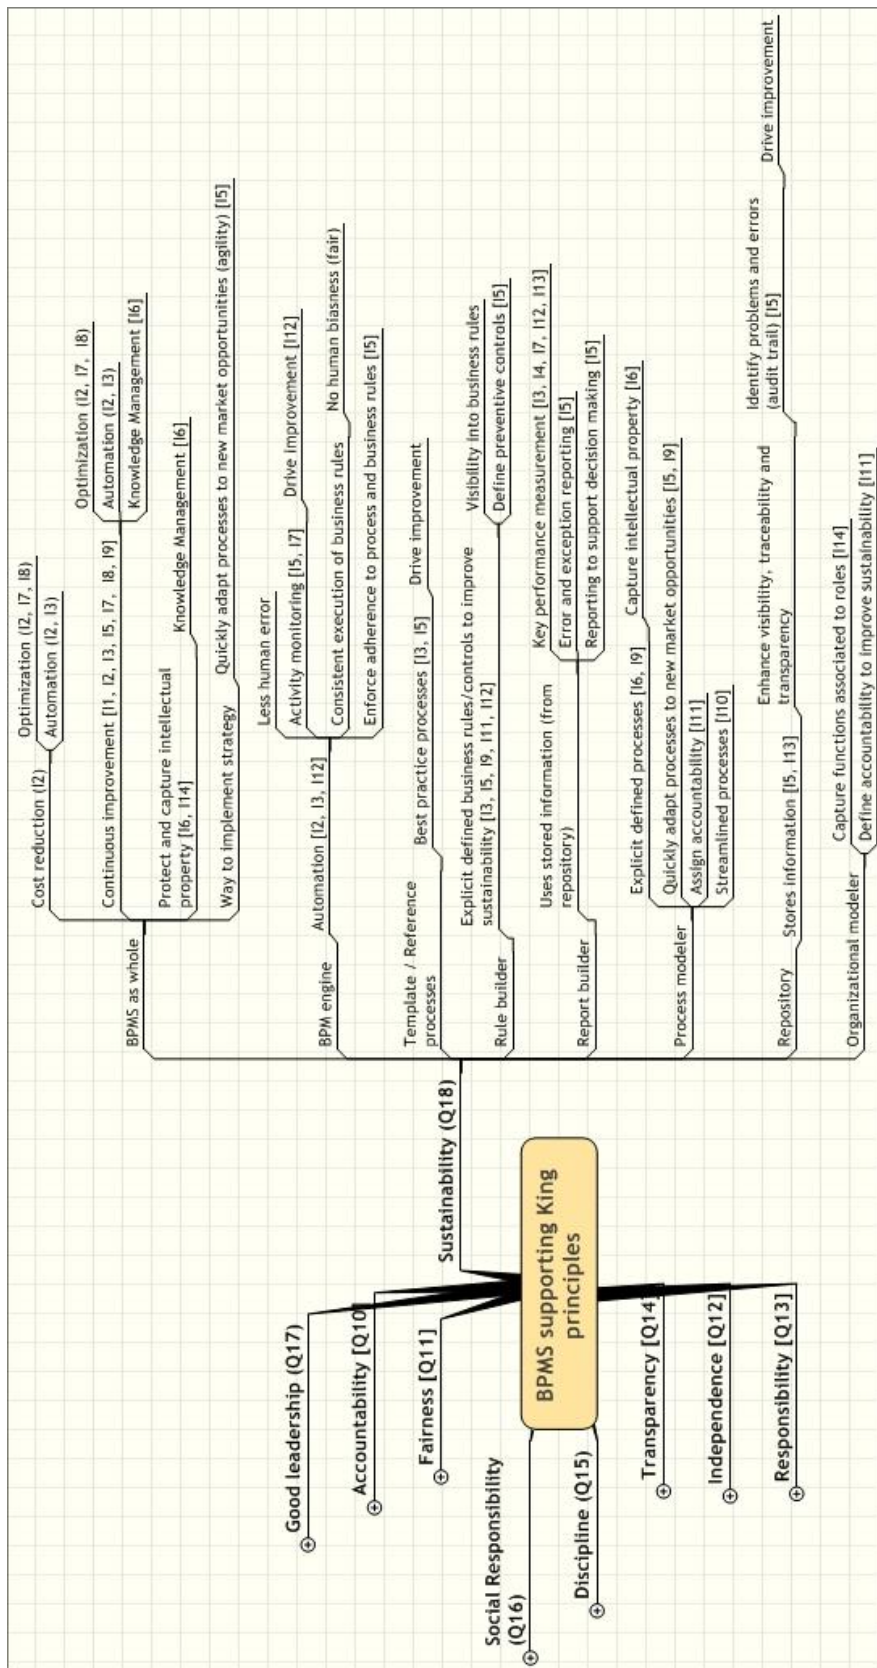 BPMS supporting King
principles
Good leadership (Q17)
Accountability [Q10]
Fairness [Q11]
Social Responsibility
(Q16)
Discipline (Q15)
Transparency [Q14]
Independence [Q12]
Responsibility [Q13]
Sustainability (Q18)
BPMS as whole
Cost reduction (I2)
Optimization (I2, I7, I8)
Automation (I2, I3)
Continuous improvement [I1, I2, I3, I5, I7, I8, I9]
Optimization (I2, I7, I8)
Automation (I2, I3)
Knowledge Management [I6]
Protect and capture intellectual
property [I6, I14]
Knowledge Management [I6]
Way to implement strategy
Quickly adapt processes to new market opportunities (agility) [I5]
BPM engine
Automation [I2, I3, I12]
Less human error
Activity monitoring [I5, I7]
Drive improvement [I12]
Consistent execution of business rules
No human biasness (fair)
Enforce adherence to process and business rules [I5]
Template / Reference
processes
Best practice processes [I3, I5]
Drive improvement
Rule builder
Explicit defined business rules/controls to improve
sustainability [I3, I5, I9, I11, I12]
Visibility into business rules
Define preventive controls [I5]
Report builder
Uses stored information (from
repository)
Key performance measurement [I3, I4, I7, I12, I13]
Error and exception reporting [I5]
Reporting to support decision making [I5]
Process modeler
Explicit defined processes [I6, I9]
Capture intellectual property [I6]
Quickly adapt processes to new market opportunities [I5, I9]
Assign accountability [I11]
Streamlined processes [I10]
Repository
Stores information [I5, I13]
Enhance visibility, traceability and
transparency
Identify problems and errors
(audit trail) [I5]
Drive improvement
Organizational modeler
Capture functions associated to roles [I14]
Define accountability to improve sustainability [I11]